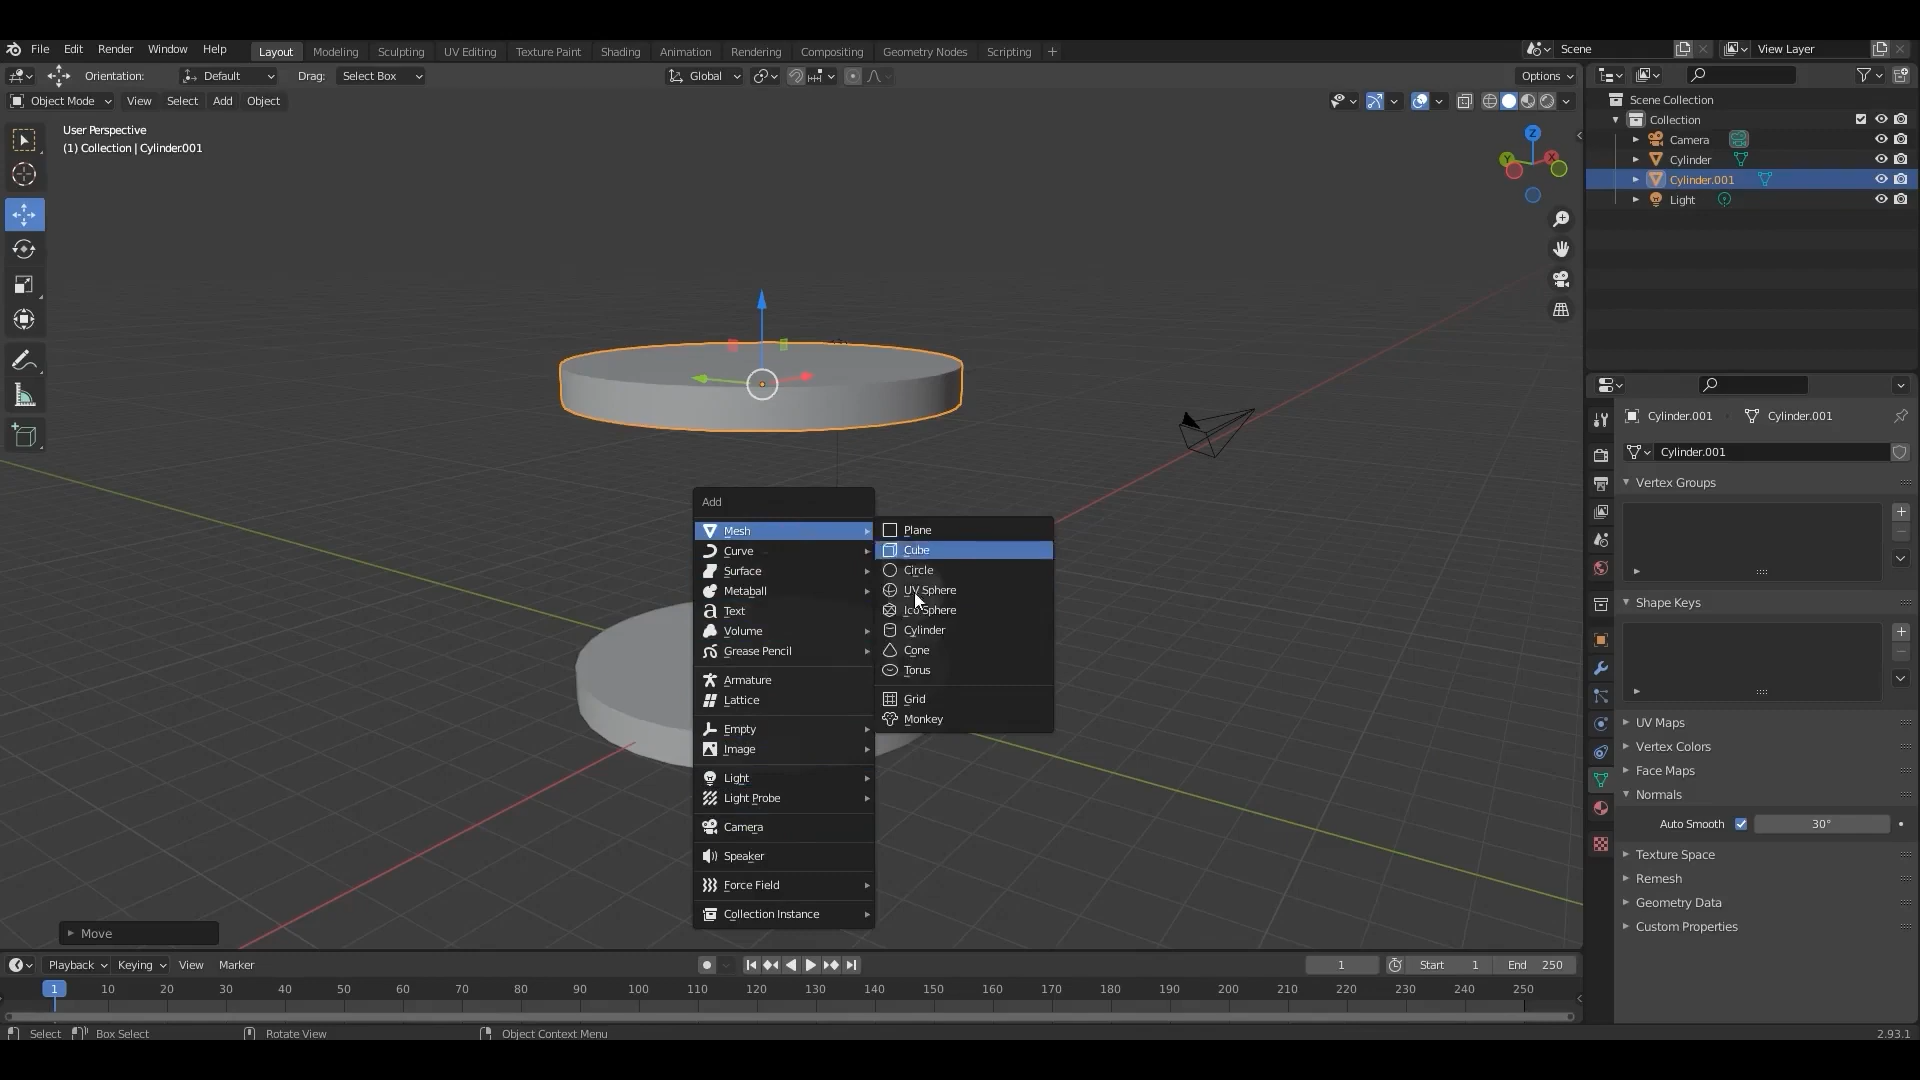 File Edit Render Window Help Layout Modeling Sculpting UV Editing Texture Paint Shading Animation Rendering Compositing Geometry Nodes Scripting + Scene View Layer
Orientation: Default Drag: Select Box Global Options
Object Mode View Select Add Object
User Perspective
(1) Collection | Cylinder.001
Z
Y
X
Scene Collection
Collection
Camera
Cylinder
Cylinder.001
Light
Cylinder.001 Cylinder.001
Cylinder.001
Vertex Groups
Shape Keys
UV Maps
Vertex Colors
Face Maps
Normals
Auto Smooth 30°
Texture Space
Remesh
Geometry Data
Custom Properties
Add
Mesh
Curve
Surface
Metaball
Text
Volume
Grease Pencil
Armature
Lattice
Empty
Image
Light
Light Probe
Camera
Speaker
Force Field
Collection Instance
Plane
Cube
Circle
UV Sphere
Ico Sphere
Cylinder
Cone
Torus
Grid
Monkey
Move
Playback Keying View Marker 1 Start 1 End 250
1 10 20 30 40 50 60 70 80 90 100 110 120 130 140 150 160 170 180 190 200 210 220 230 240 250
Select Box Select Rotate View Object Context Menu 2.93.1